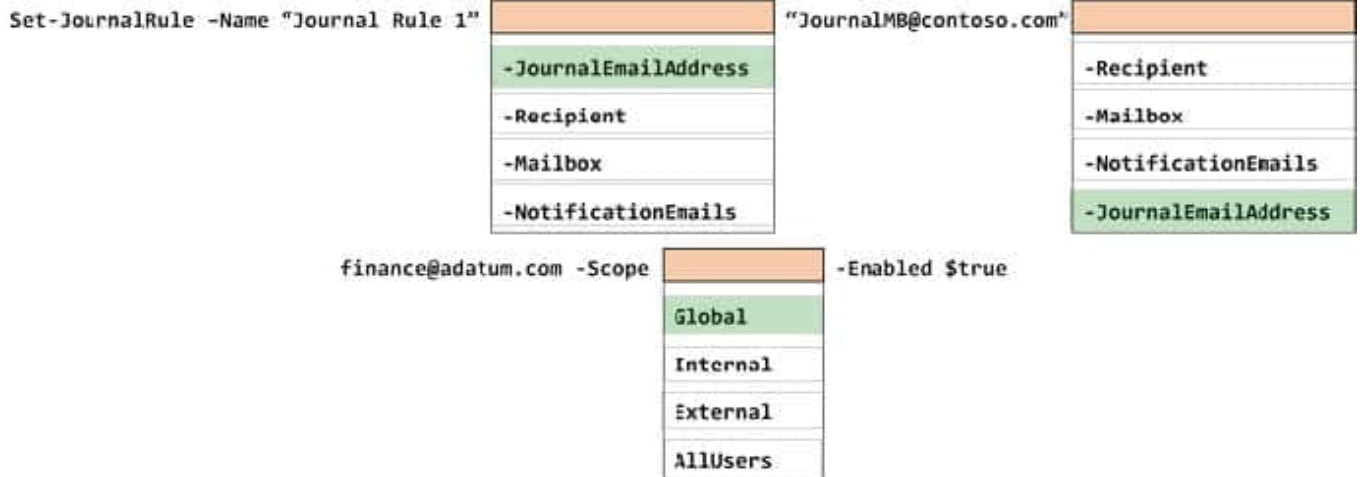 Set-JournalRule –Name “Journal Rule 1” “JournalMB@contoso.com”
-JournalEmailAddress
-Recipient
-Mailbox
-NotificationEmails
-Recipient
-Mailbox
-NotificationEmails
-JournalEmailAddress
finance@adatum.com -Scope -Enabled $true
Global
Internal
External
AllUsers